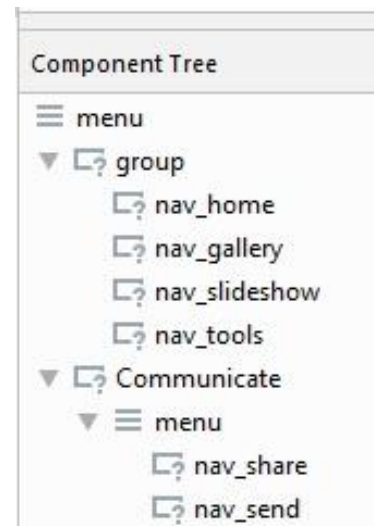 Component Tree
menu
group
nav_home
nav_gallery
nav_slideshow
nav_tools
Communicate
menu
nav_share
nav_send